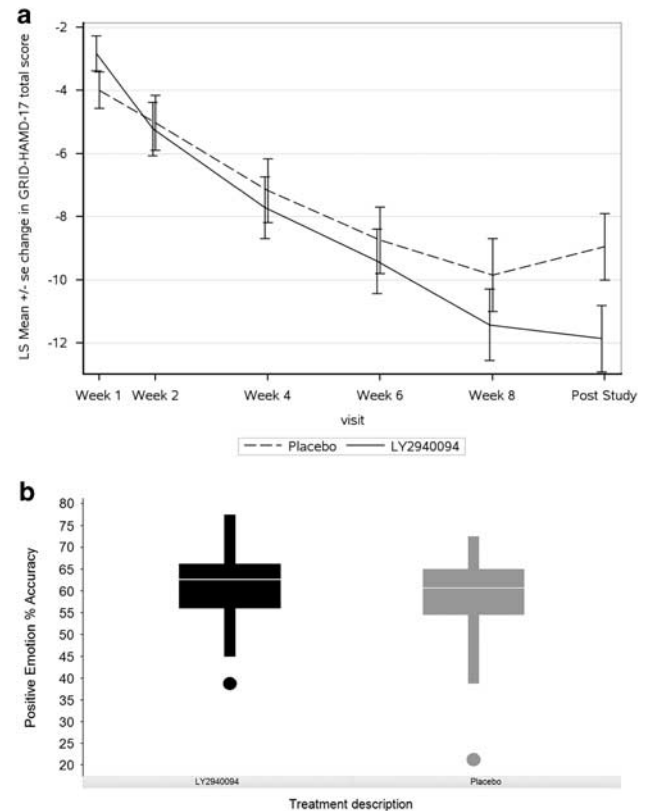 a
LS Mean +/- se change in GRID-HAMD-17 total score
-2
-4
-6
-8
-10
-12
Week 1 Week 2 Week 4 Week 6 Week 8 Post Study
visit
Placebo LY2940094
b
Positive Emotion % Accuracy
80
75
70
65
60
55
50
45
40
35
30
25
20
LY2940094 Placebo
Treatment description